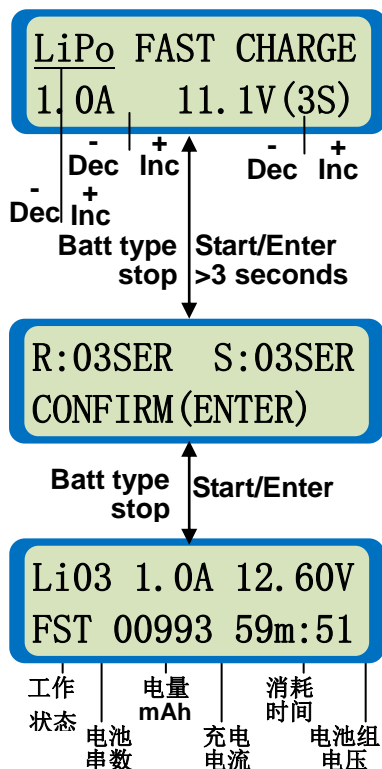 LiPo FAST CHARGE
1.0A 11.1V(3S)
- + - +
Dec Inc Dec Inc
- +
Dec Inc
Batt type Start/Enter
stop >3 seconds
R:03SER S:03SER
CONFIRM(ENTER)
Batt type Start/Enter
stop
Li03 1.0A 12.60V
FST 00993 59m:51
工作 电量 消耗
状态 mAh 时间
电池 充电 电池组
串数 电流 电压